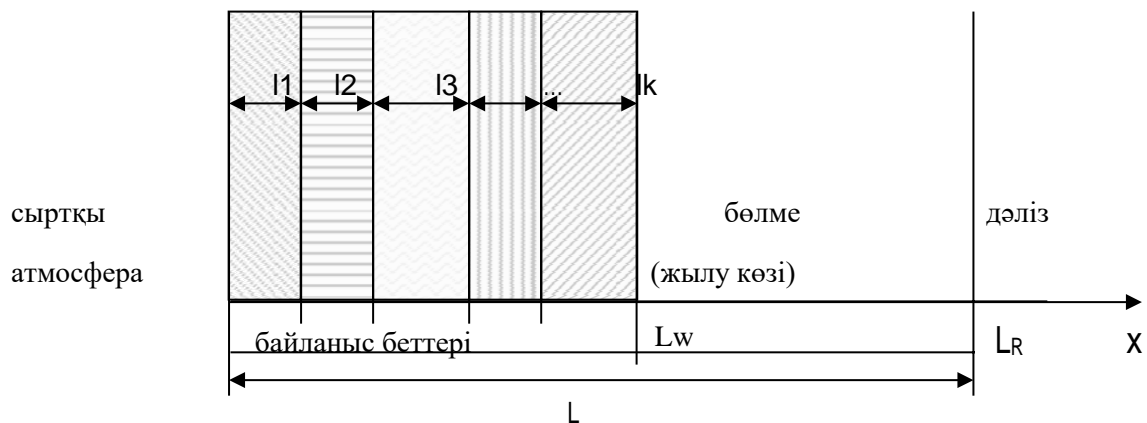 l1 l2 l3 ... lk
сыртқы бөлме дәліз
атмосфера (жылу көзі)
байланыс беттері Lw LR x
L